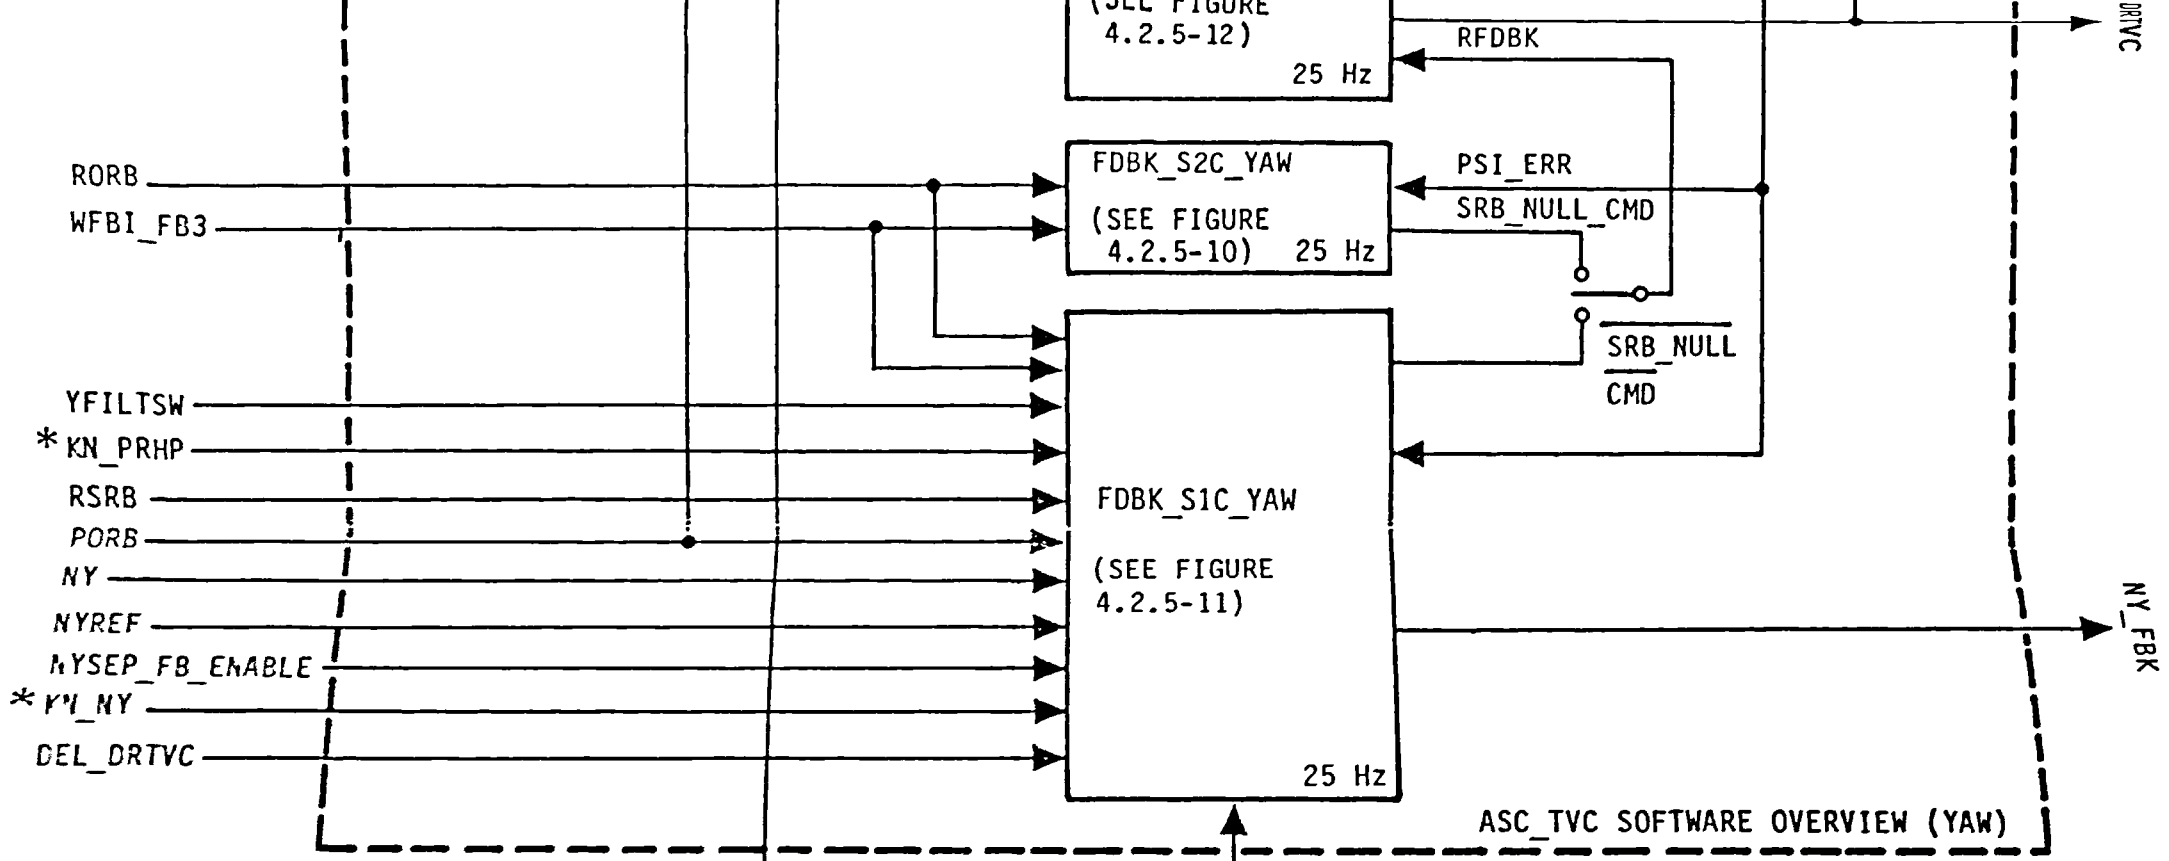 (SEE FIGURE
4.2.5-12)
25 Hz
DRTVC
RFDBK
RORB
WFBI_FB3
FDBK_S2C_YAW
(SEE FIGURE
4.2.5-10) 25 Hz
PSI_ERR
SRB_NULL_CMD
SRB_NULL
CMD
YFILTSW
*KN_PRHP
RSRB
PORB
NY
NYREF
NYSEP_FB_ENABLE
*KN_NY
DEL_DRTVC
FDBK_S1C_YAW
(SEE FIGURE
4.2.5-11)
25 Hz
NY_FBK
ASC_TVC SOFTWARE OVERVIEW (YAW)